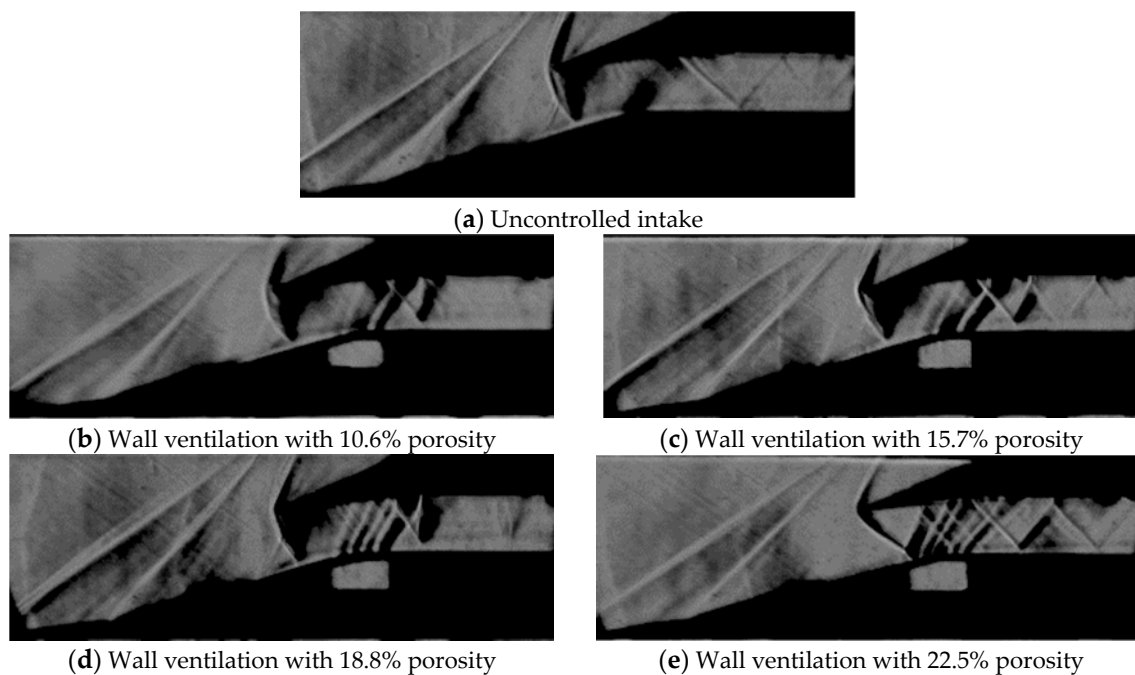 (a) Uncontrolled intake
(b) Wall ventilation with 10.6% porosity
(c) Wall ventilation with 15.7% porosity
(d) Wall ventilation with 18.8% porosity
(e) Wall ventilation with 22.5% porosity